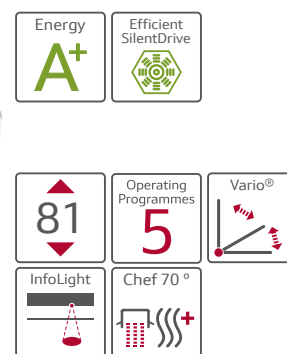 Energy
A+
Efficient
SilentDrive
81
Operating
Programmes
5
Vario®
InfoLight
Chef 70 °
+